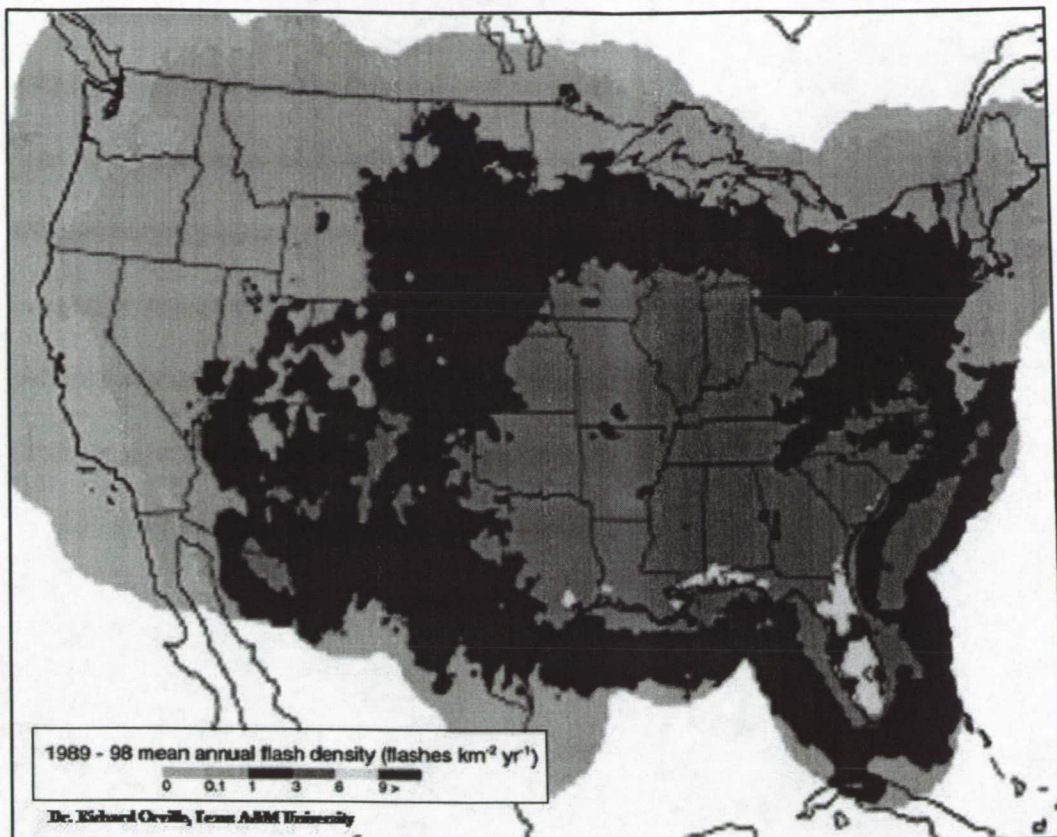 1989 - 98 mean annual flash density (flashes km⁻² yr⁻¹)
0 0.1 1 3 6 9 >
Dr. Richard Orville, Texas A&M University